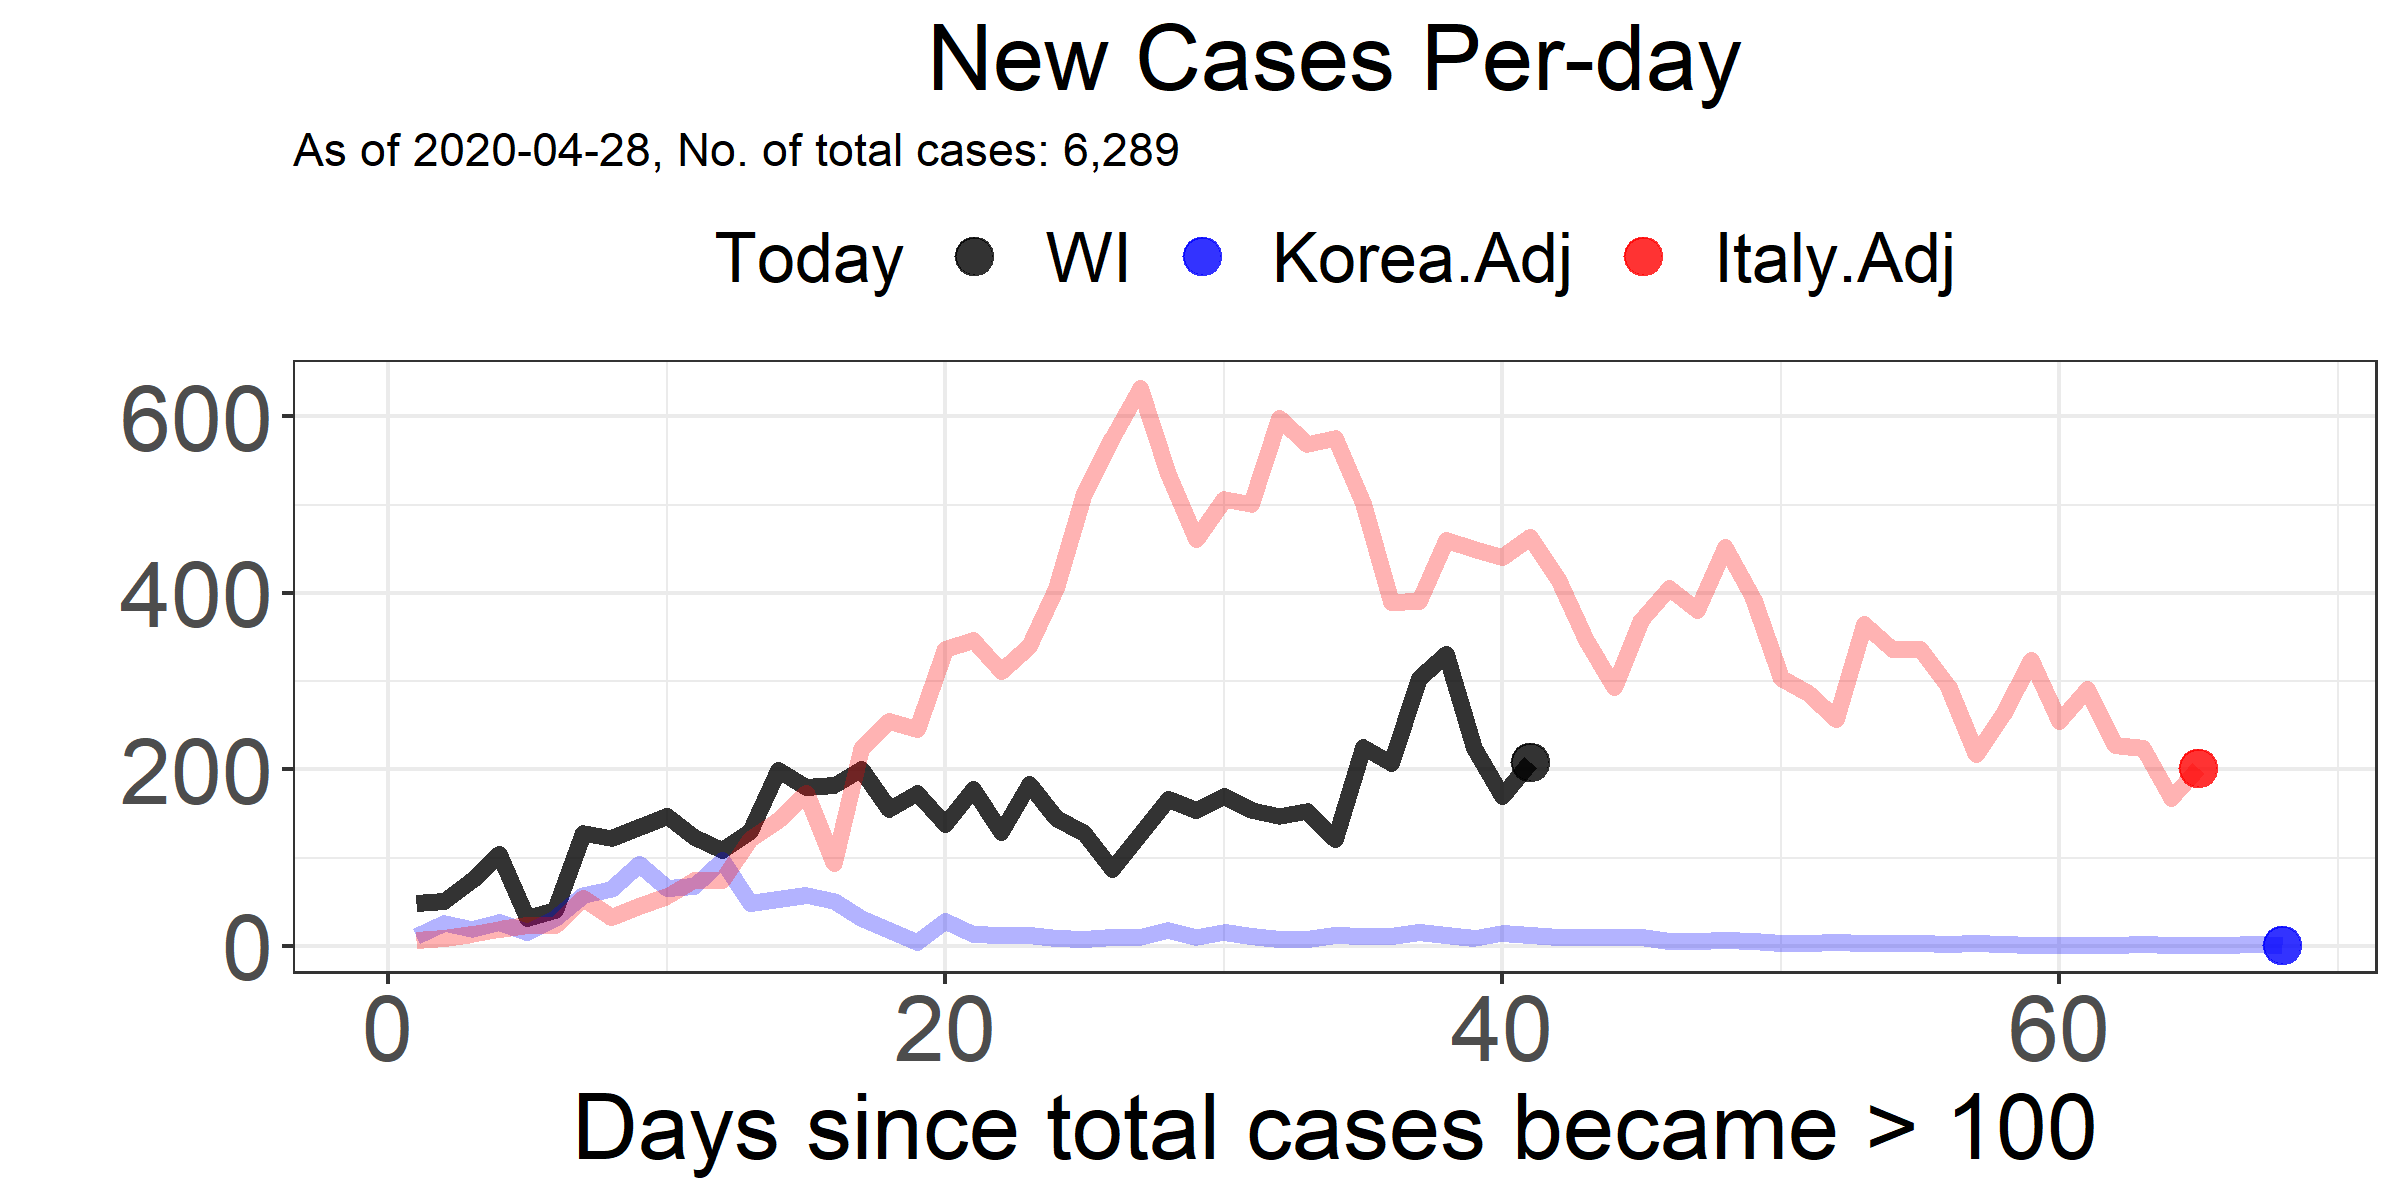 New Cases Per-day
As of 2020-04-28, No. of total cases: 6,289
Today WI Korea.Adj Italy.Adj
600
400
200
0
0 20 40 60
Days since total cases became > 100